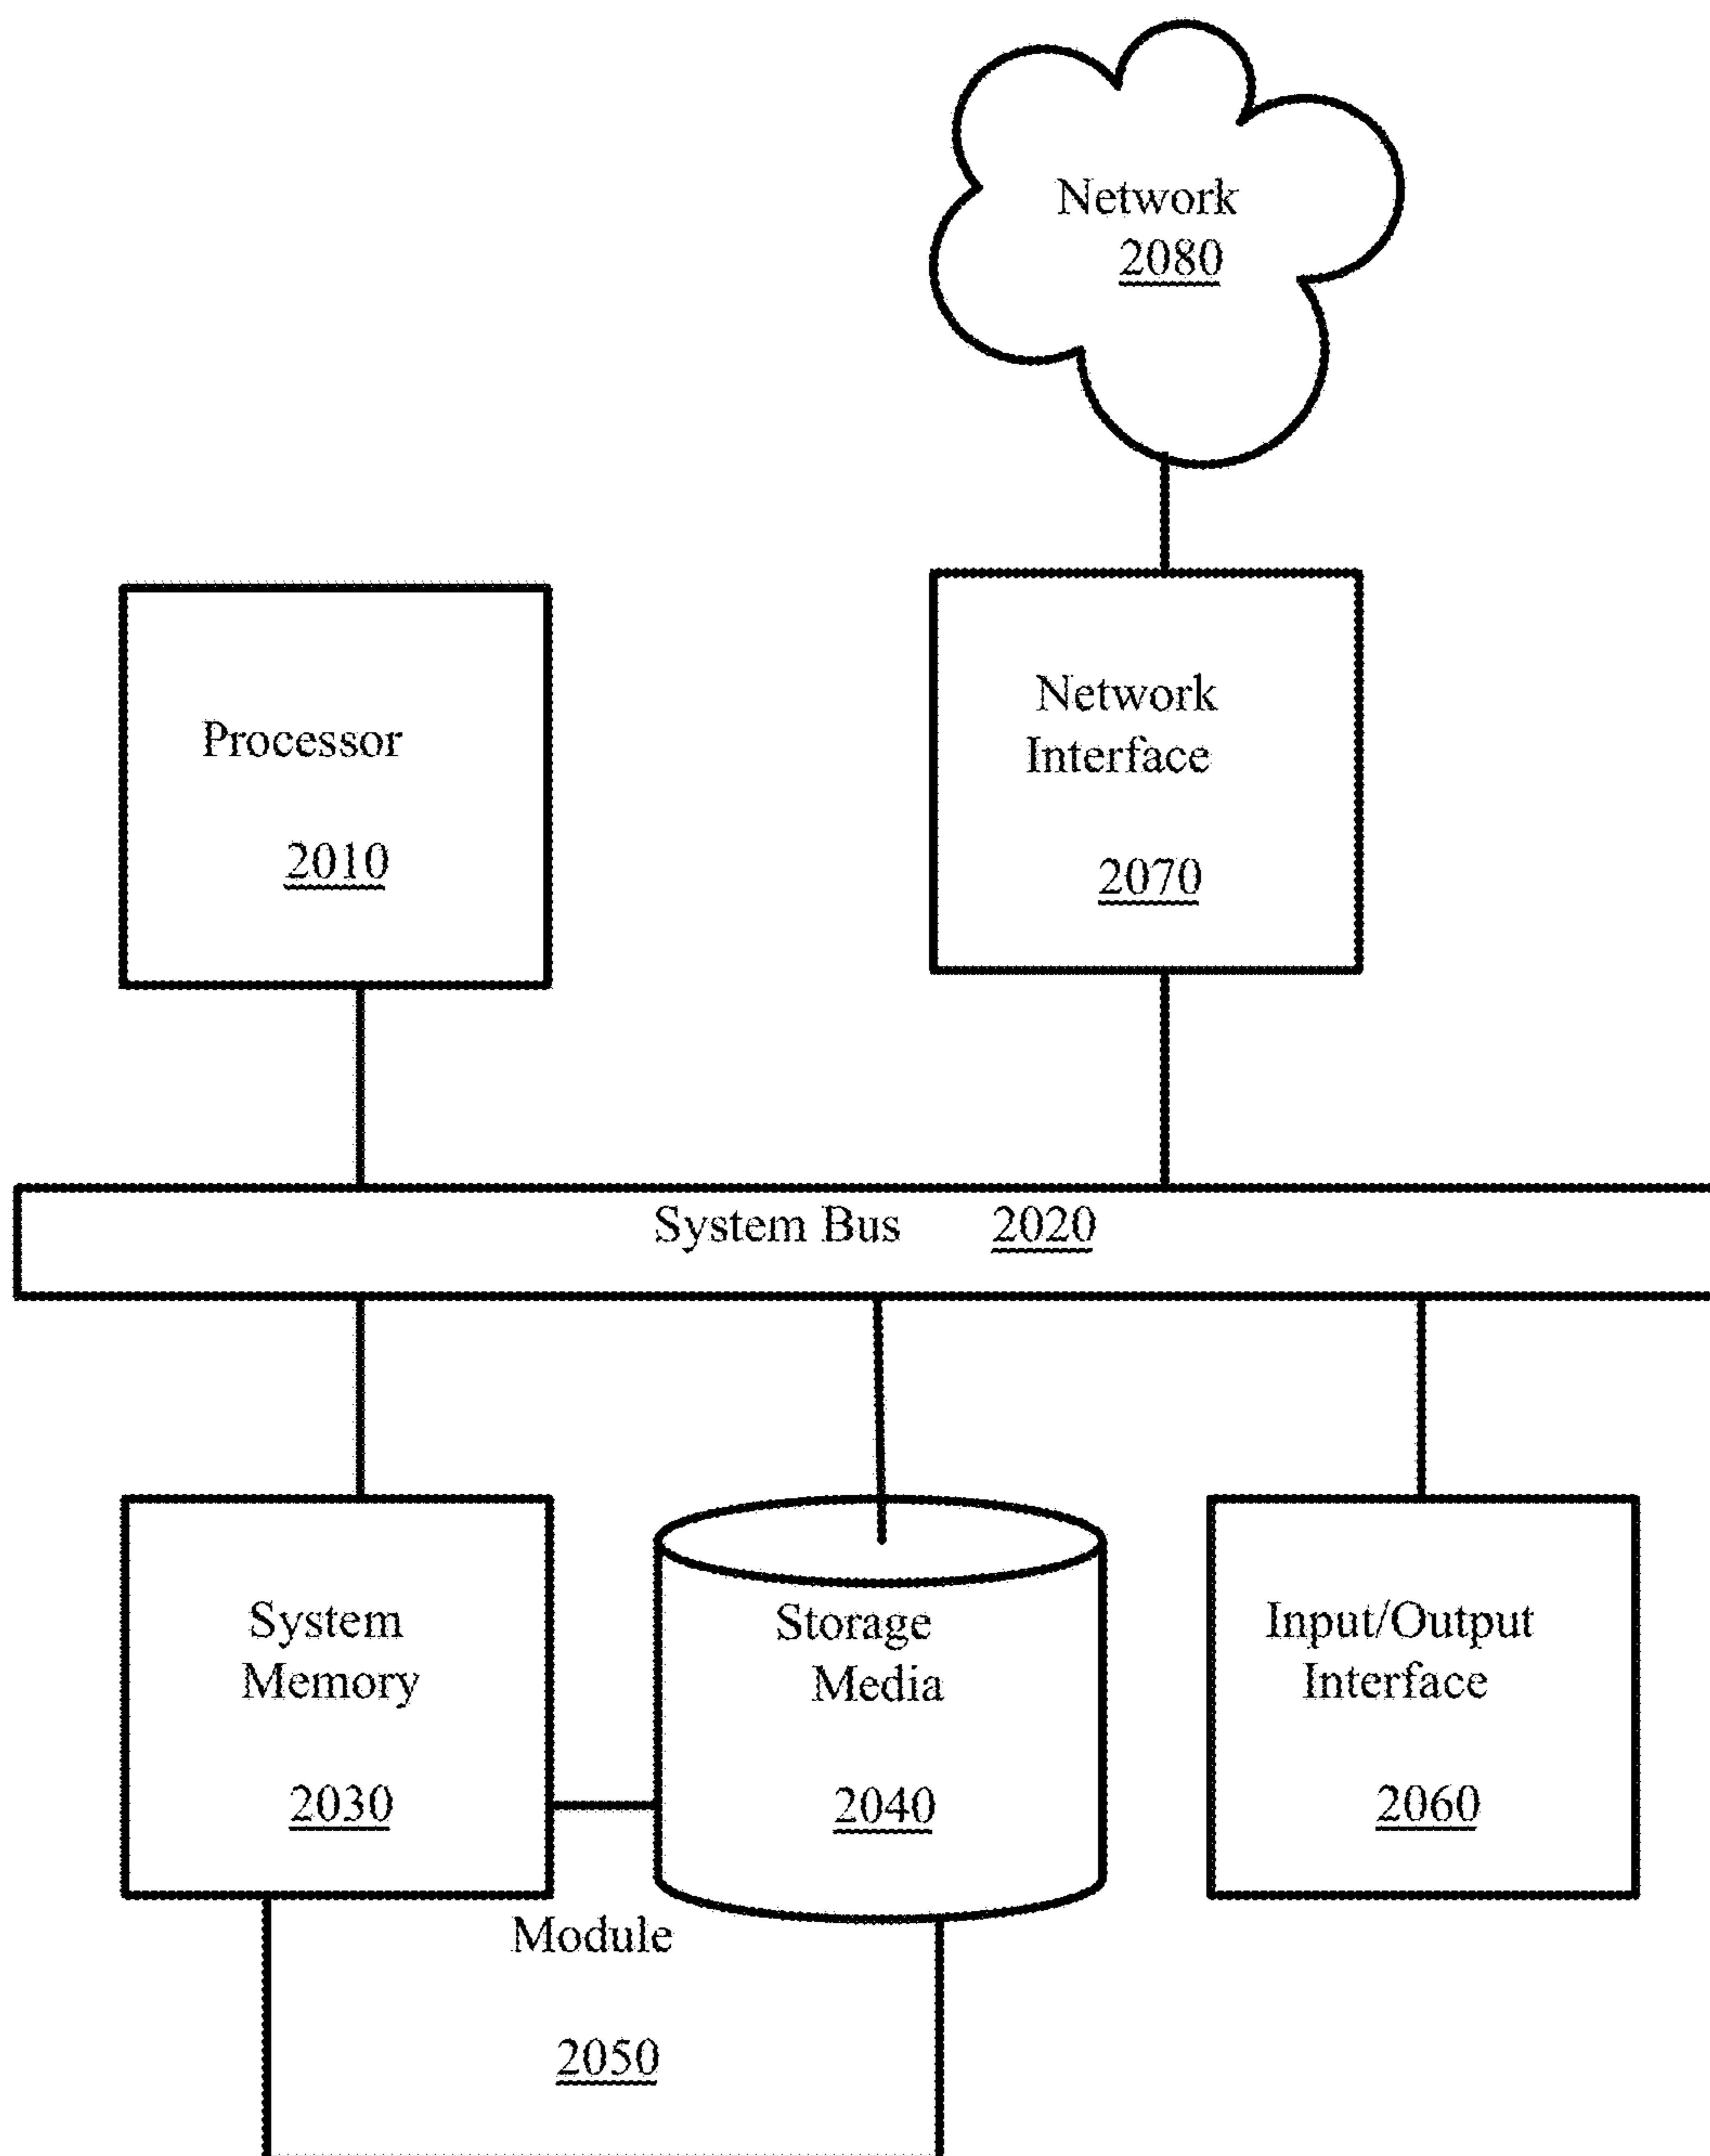 Network
2080
Processor
2010
Network
Interface
2070
System Bus 2020
System
Memory
2030
Storage
Media
2040
Input/Output
Interface
2060
Module
2050